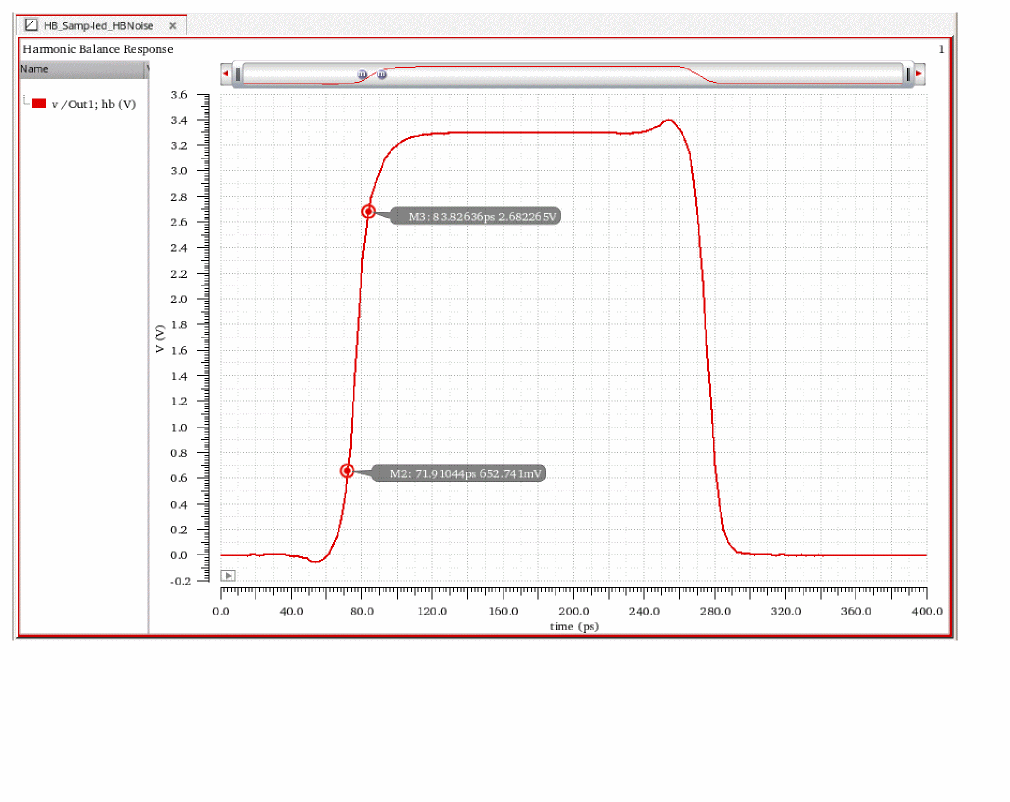 HB_Samp-led_HBNoise
Harmonic Balance Response 1
Name V
v /Out1; hb (V)
3.6
3.4
3.2
3.0
2.8
2.6
2.4
2.2
2.0
1.8
1.6
1.4
1.2
1.0
0.8
0.6
0.4
0.2
0.0
-0.2
V (V)
M3: 83.82636ps 2.682265V
M2: 71.91044ps 652.741mV
0.0 40.0 80.0 120.0 160.0 200.0 240.0 280.0 320.0 360.0 400.0
time (ps)